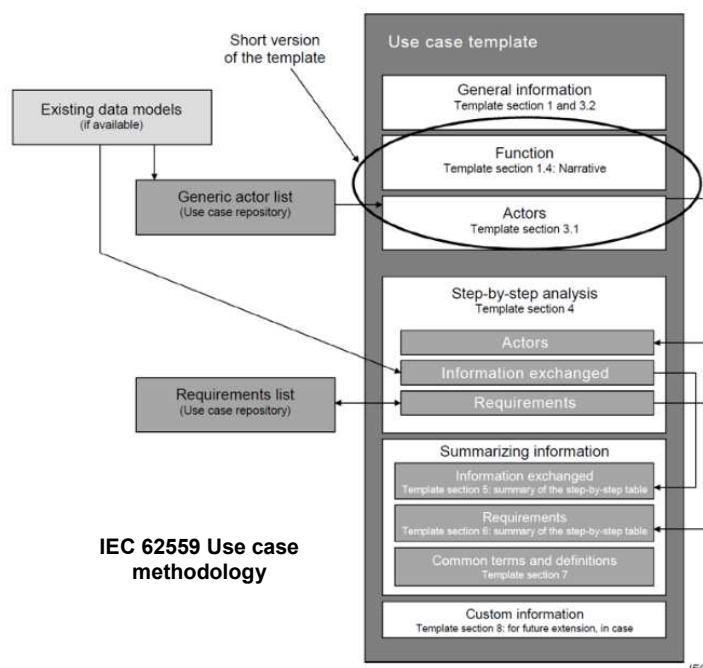 Short version
of the template
Use case template
General information
Template section 1 and 3.2
Existing data models
(if available)
Function
Template section 1.4: Narrative
Generic actor list
(Use case repository)
Actors
Template section 3.1
Step-by-step analysis
Template section 4
Actors
Information exchanged
Requirements list
(Use case repository)
Requirements
Summarizing information
Information exchanged
Template section 5: summary of the step-by-step table
Requirements
Template section 6: summary of the step-by-step table
IEC 62559 Use case
methodology
Common terms and definitions
Template section 7
Custom information
Template section 8: for future extension, in case